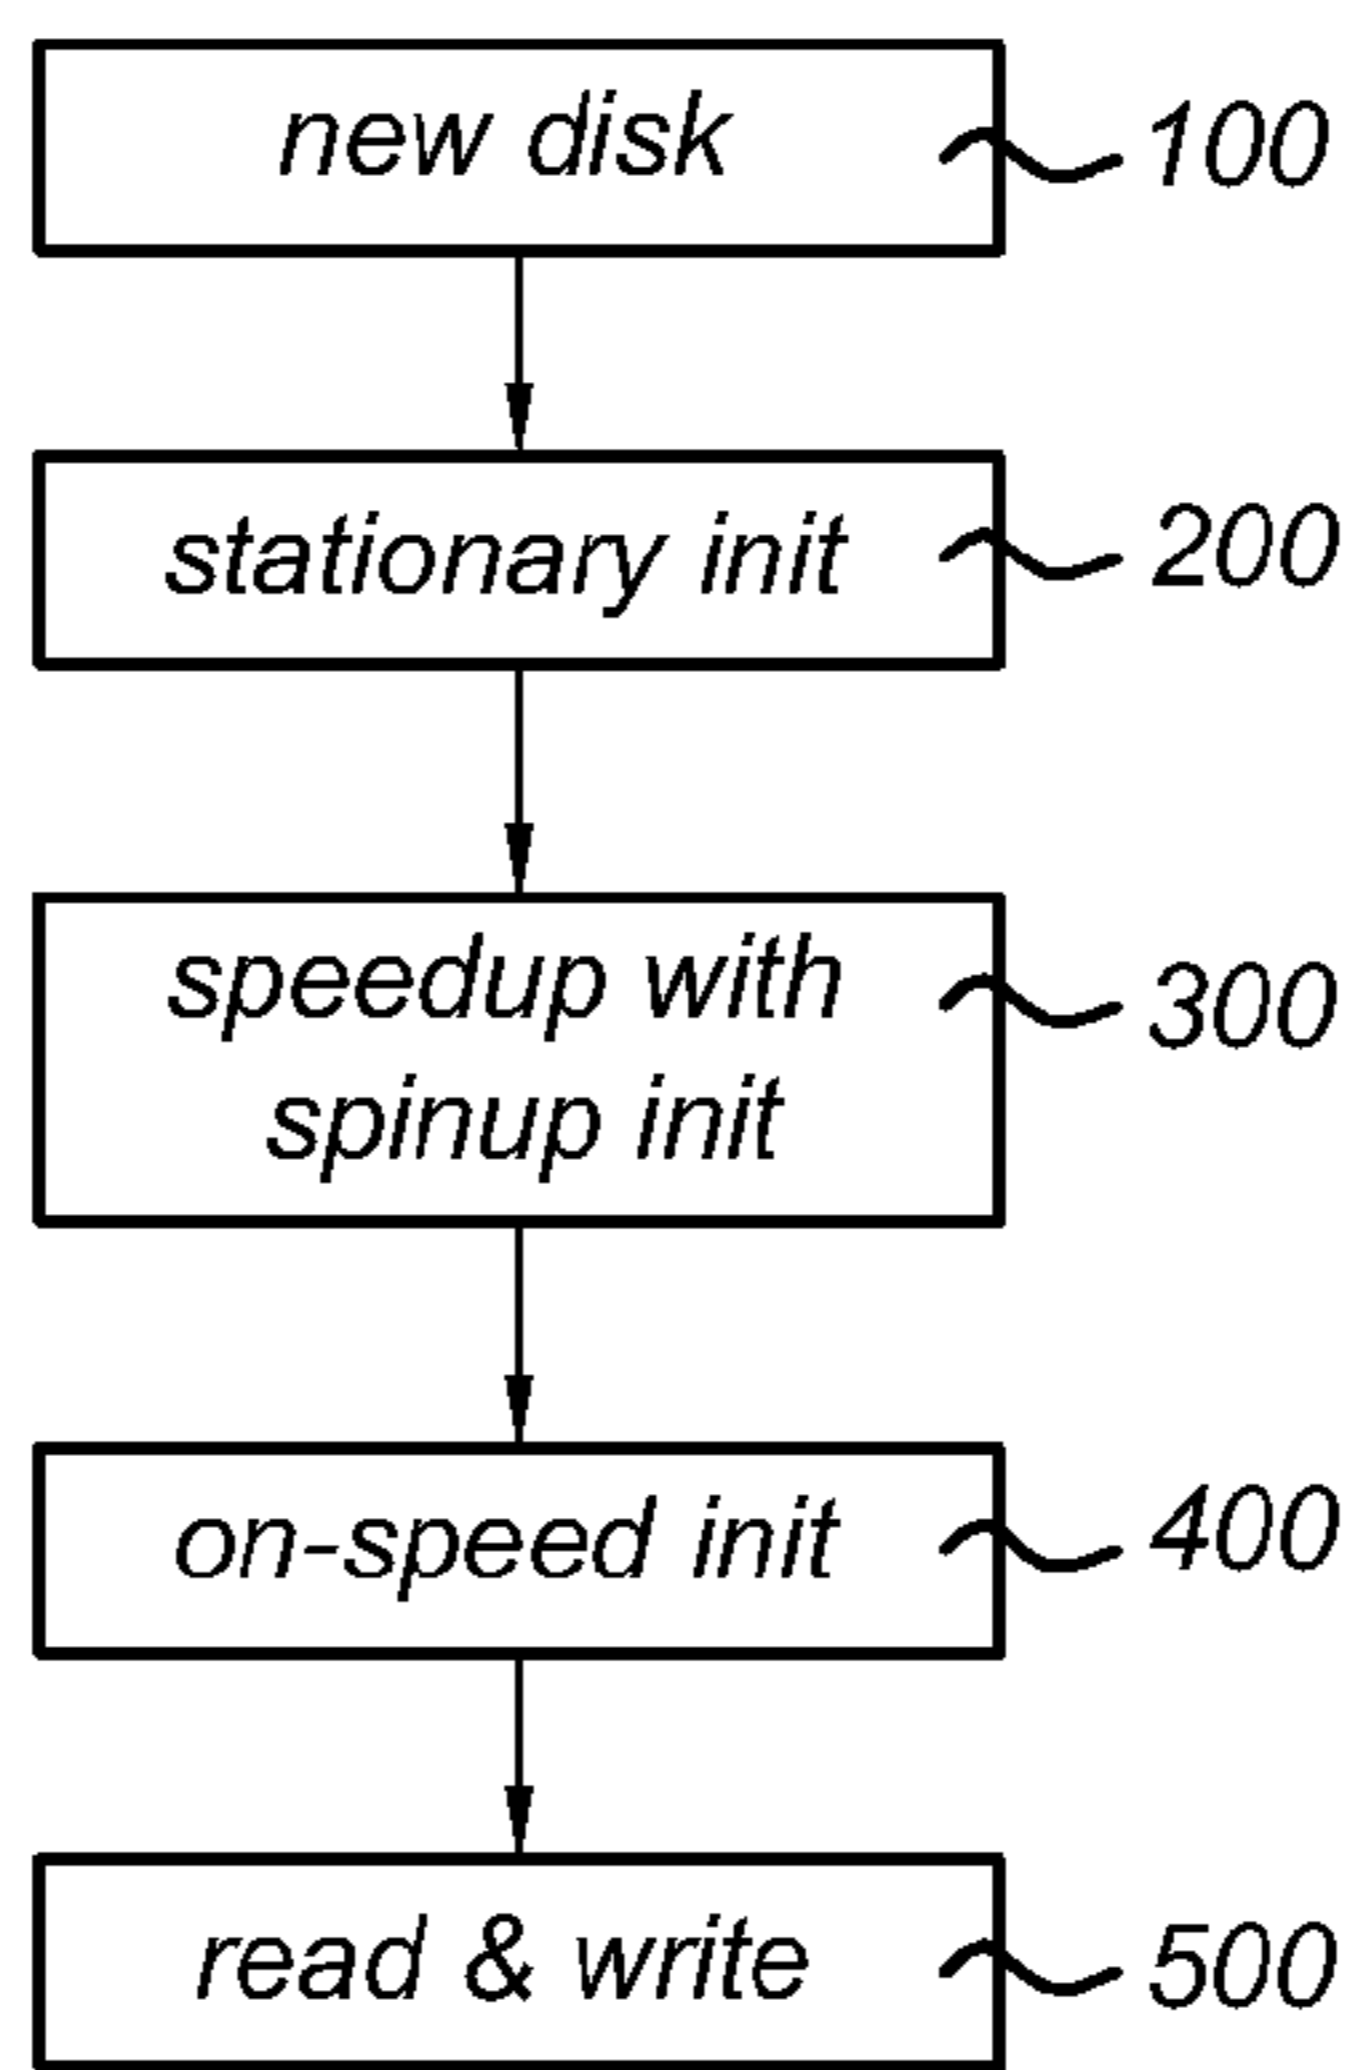 new disk 100
stationary init 200
speedup with 300
spinup init
on-speed init 400
read & write 500